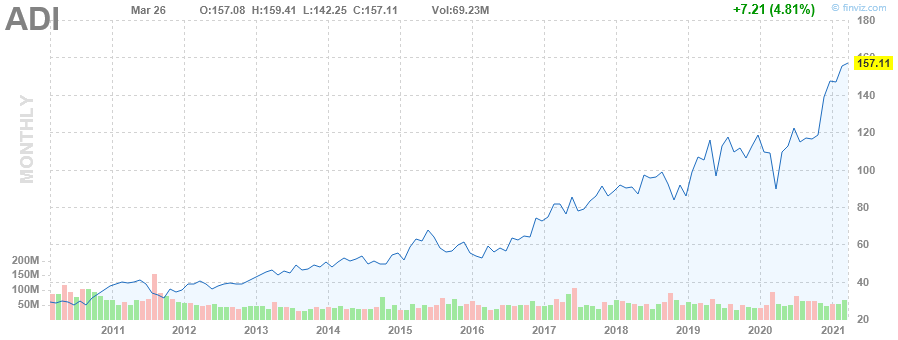 ADI
Mar 26 O:157.08 H:159.41 L:142.25 C:157.11 Vol:69.23M +7.21 (4.81%) © finviz.com
MONTHLY
180
160
157.11
140
120
100
80
60
40
20
200M
150M
100M
50M
2011 2012 2013 2014 2015 2016 2017 2018 2019 2020 2021